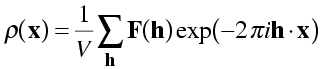 ρ(x) = 1/V ∑_h F(h) exp(−2πih · x)